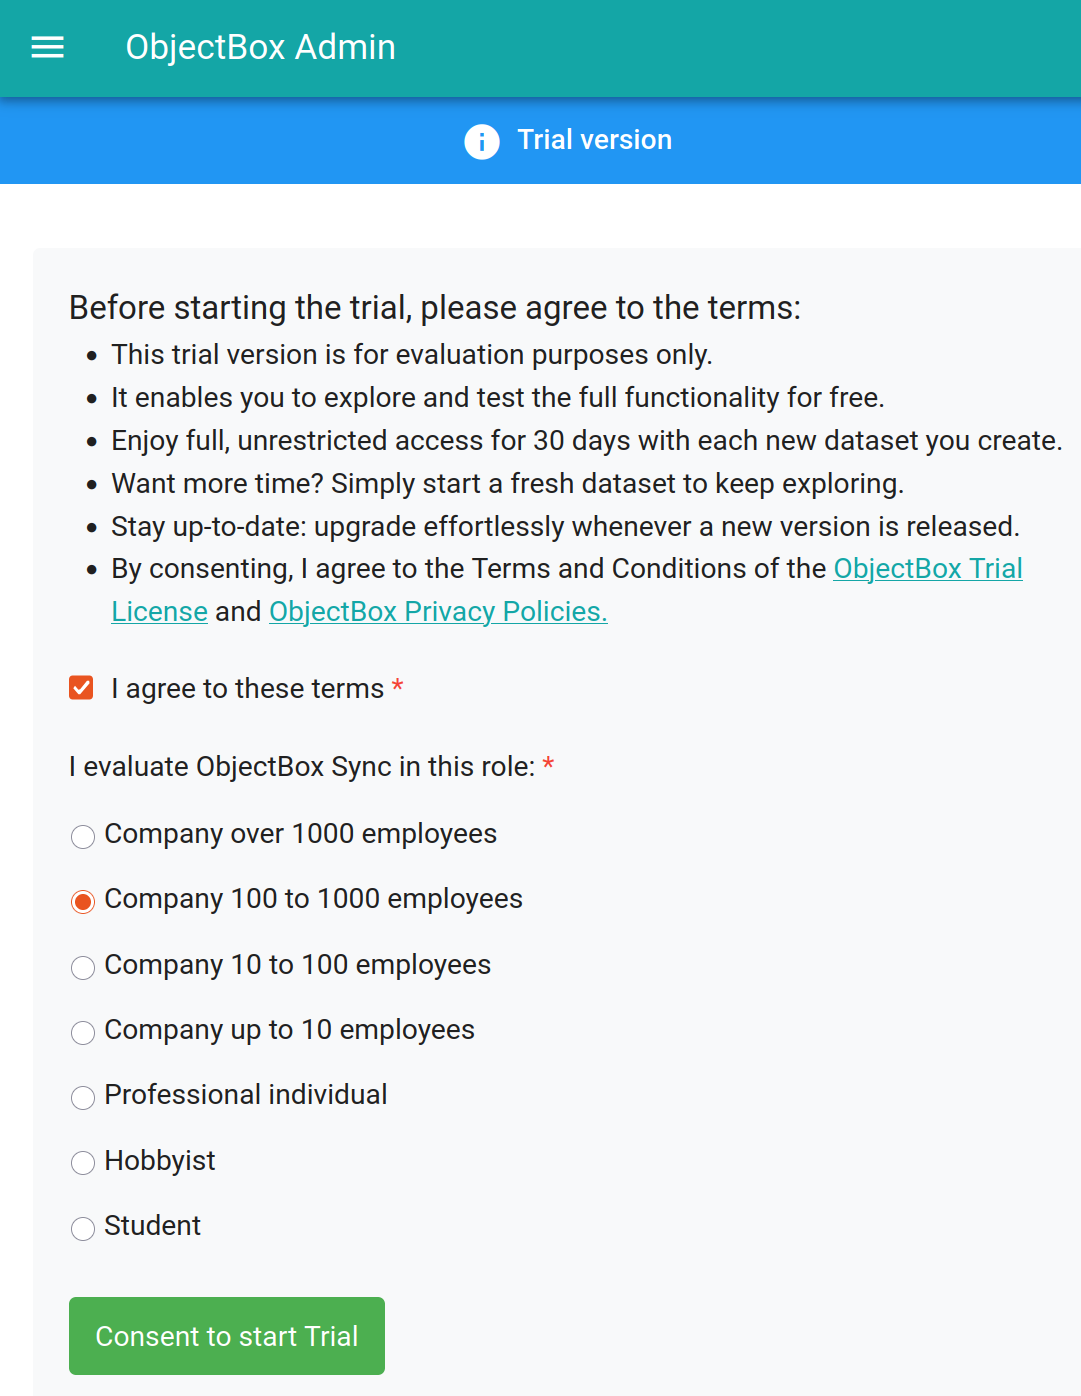 ObjectBox Admin
Trial version
Before starting the trial, please agree to the terms:
• This trial version is for evaluation purposes only.
• It enables you to explore and test the full functionality for free.
• Enjoy full, unrestricted access for 30 days with each new dataset you create.
• Want more time? Simply start a fresh dataset to keep exploring.
• Stay up-to-date: upgrade effortlessly whenever a new version is released.
• By consenting, I agree to the Terms and Conditions of the ObjectBox Trial
License and ObjectBox Privacy Policies.
I agree to these terms *
I evaluate ObjectBox Sync in this role: *
Company over 1000 employees
Company 100 to 1000 employees
Company 10 to 100 employees
Company up to 10 employees
Professional individual
Hobbyist
Student
Consent to start Trial